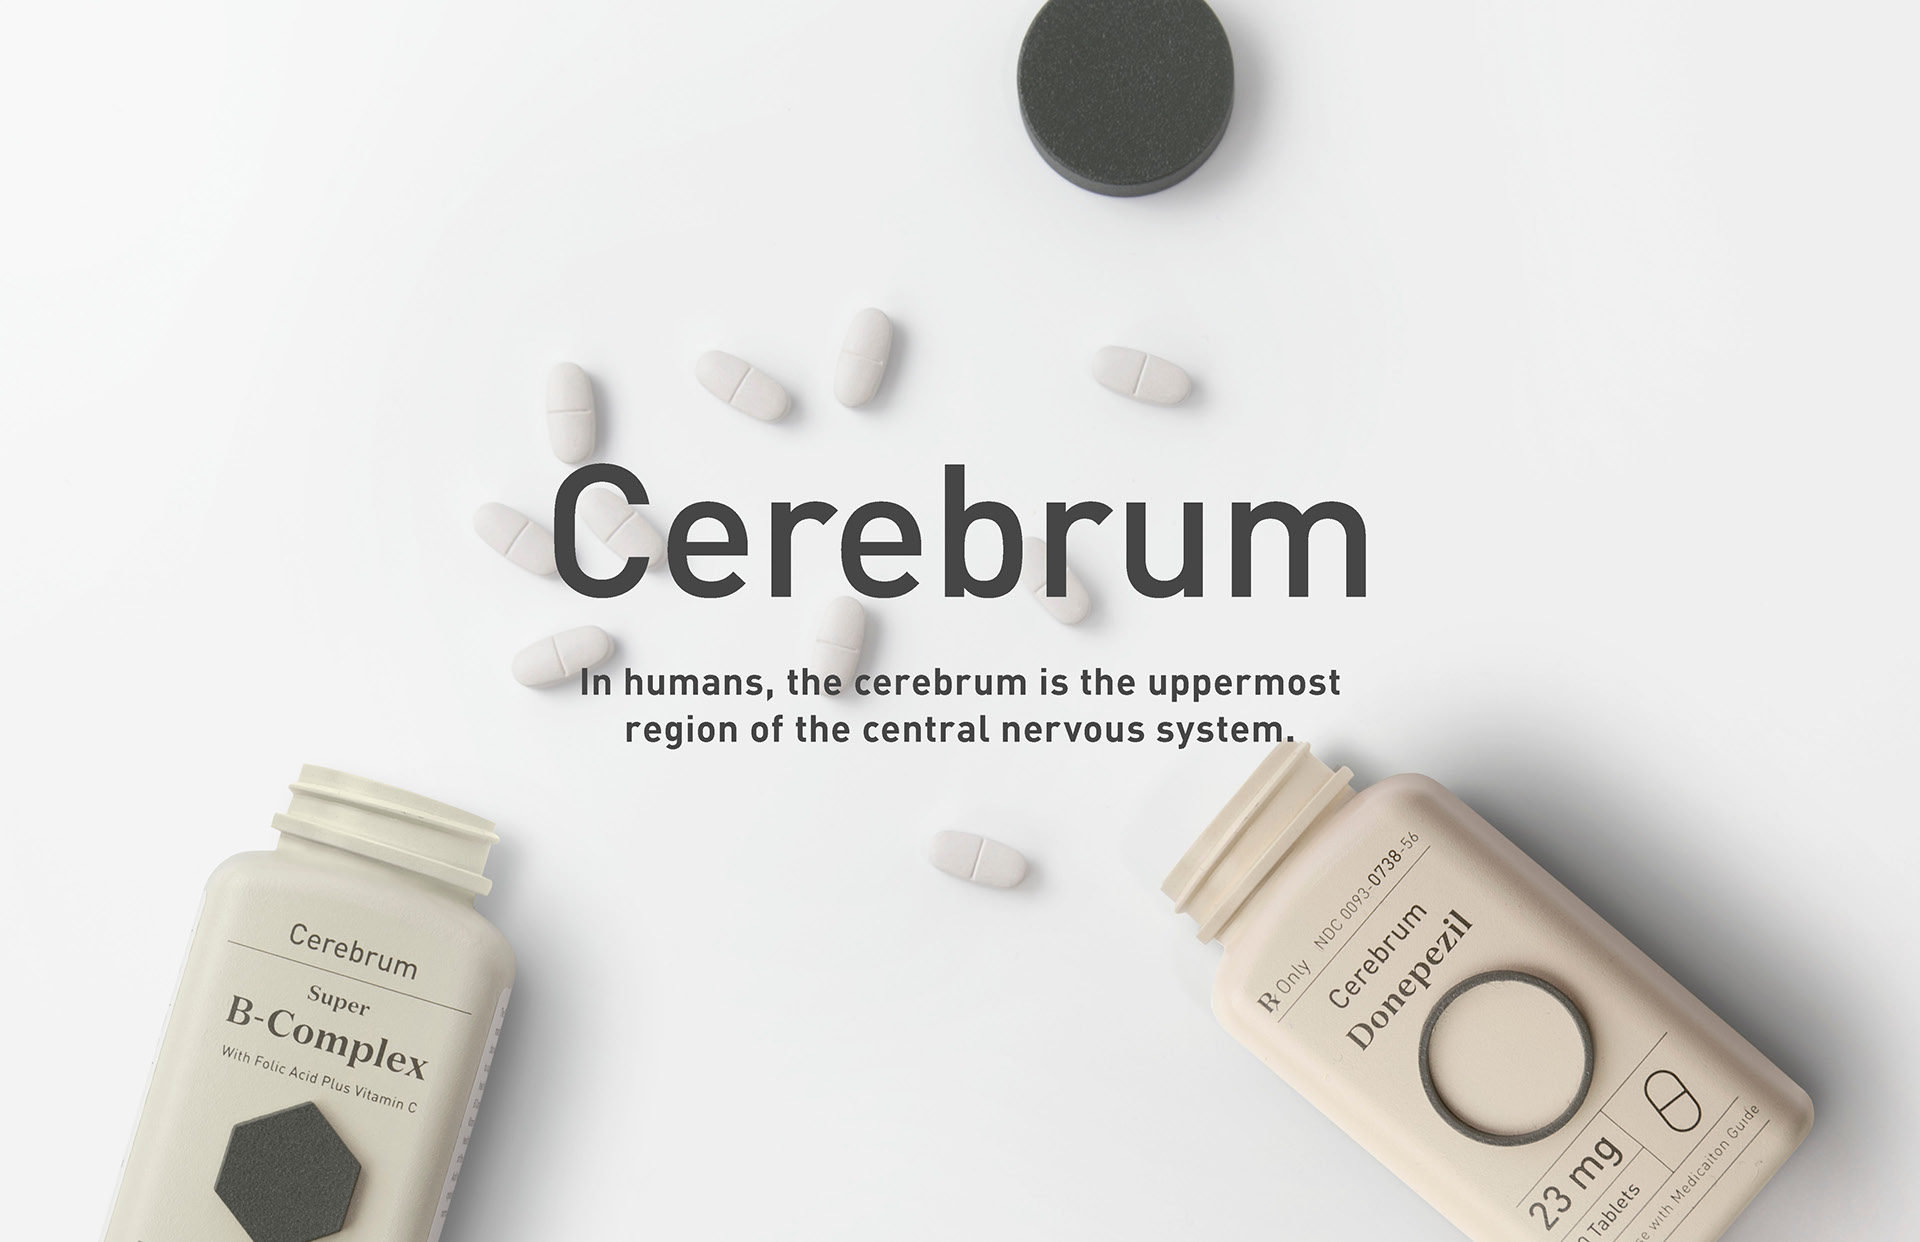 Cerebrum
In humans, the cerebrum is the uppermost
region of the central nervous system.
Cerebrum
Super
B-Complex
With Folic Acid Plus Vitamin C
Rx Only NDC 0093-0738-56
Cerebrum
Donepezil
23 mg
Tablets
with Medicaiton Guide